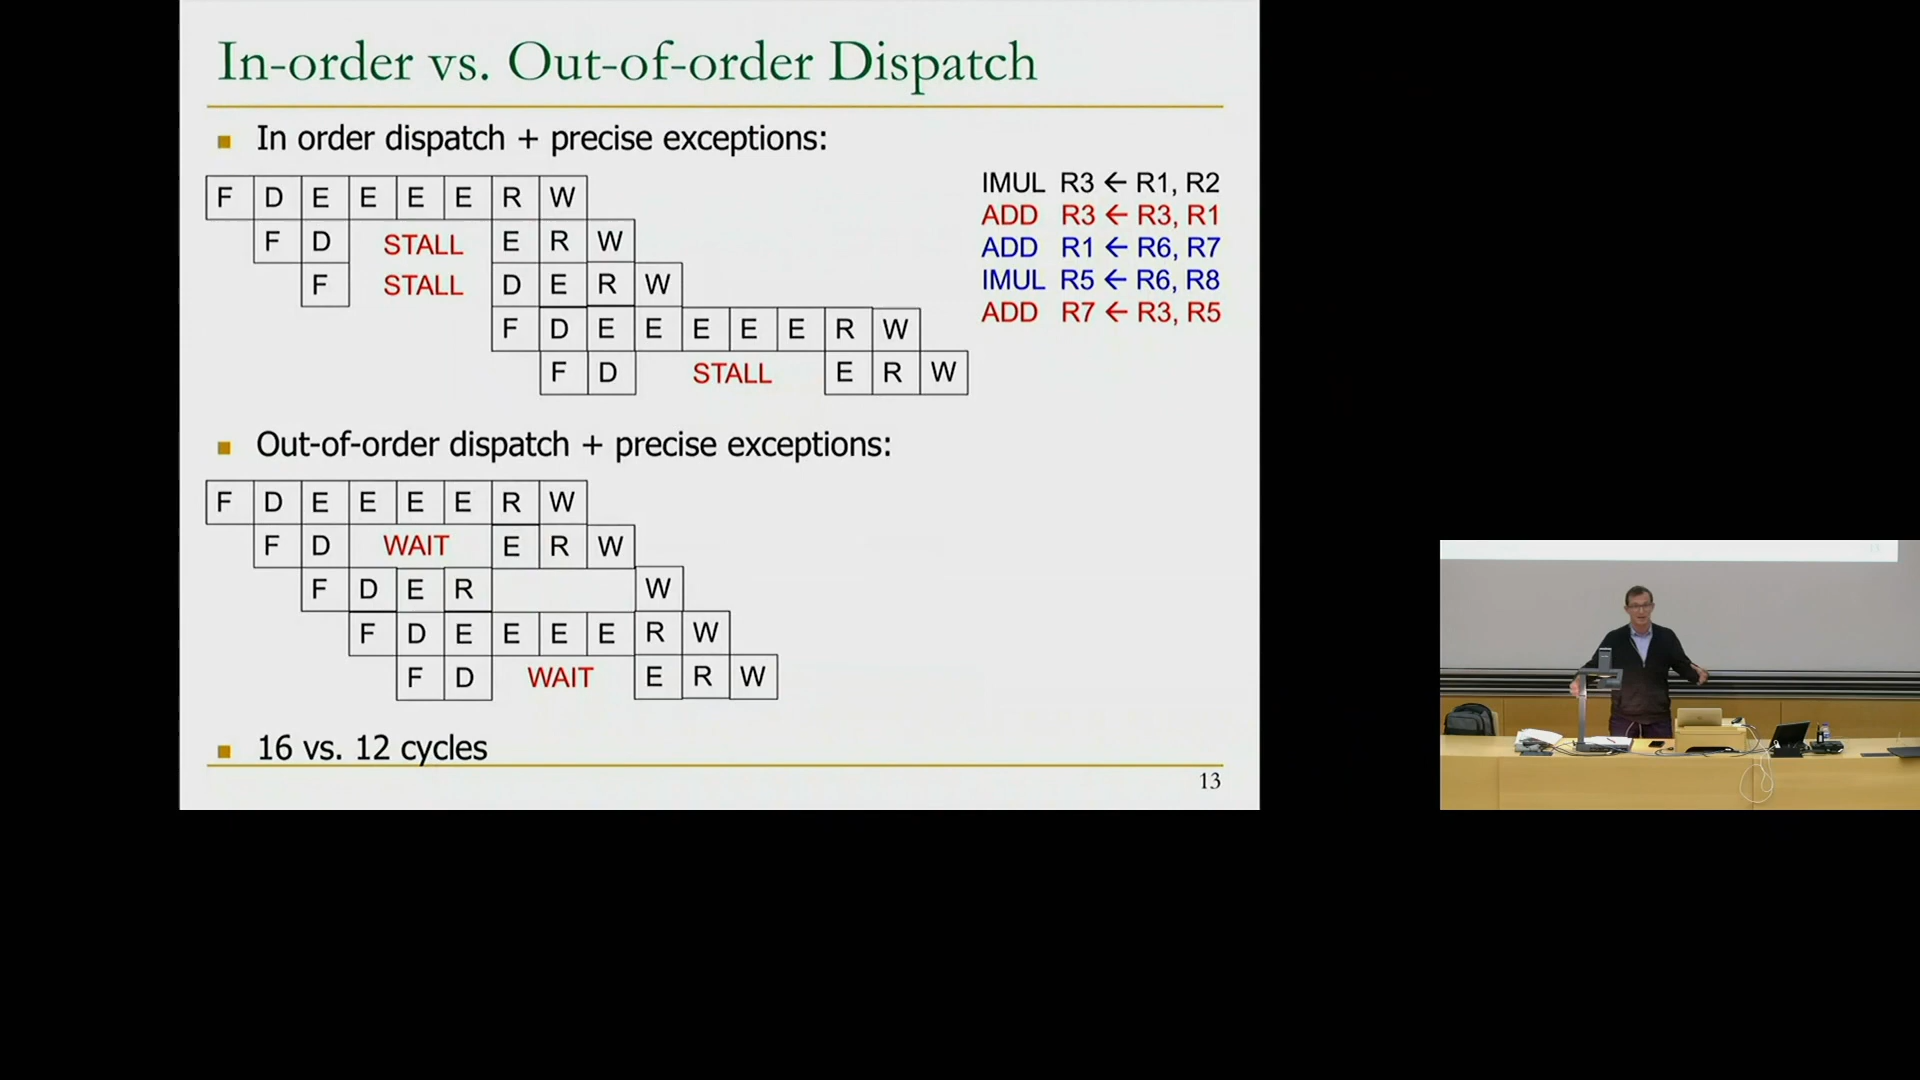 In-order vs. Out-of-order Dispatch
In order dispatch + precise exceptions:
F D E E E E R W
F D STALL E R W
F STALL D E R W
F D E E E E E R W
F D STALL E R W
IMUL R3 ← R1, R2
ADD R3 ← R3, R1
ADD R1 ← R6, R7
IMUL R5 ← R6, R8
ADD R7 ← R3, R5
Out-of-order dispatch + precise exceptions:
F D E E E E R W
F D WAIT E R W
F D E R W
F D E E E E R W
F D WAIT E R W
16 vs. 12 cycles
13